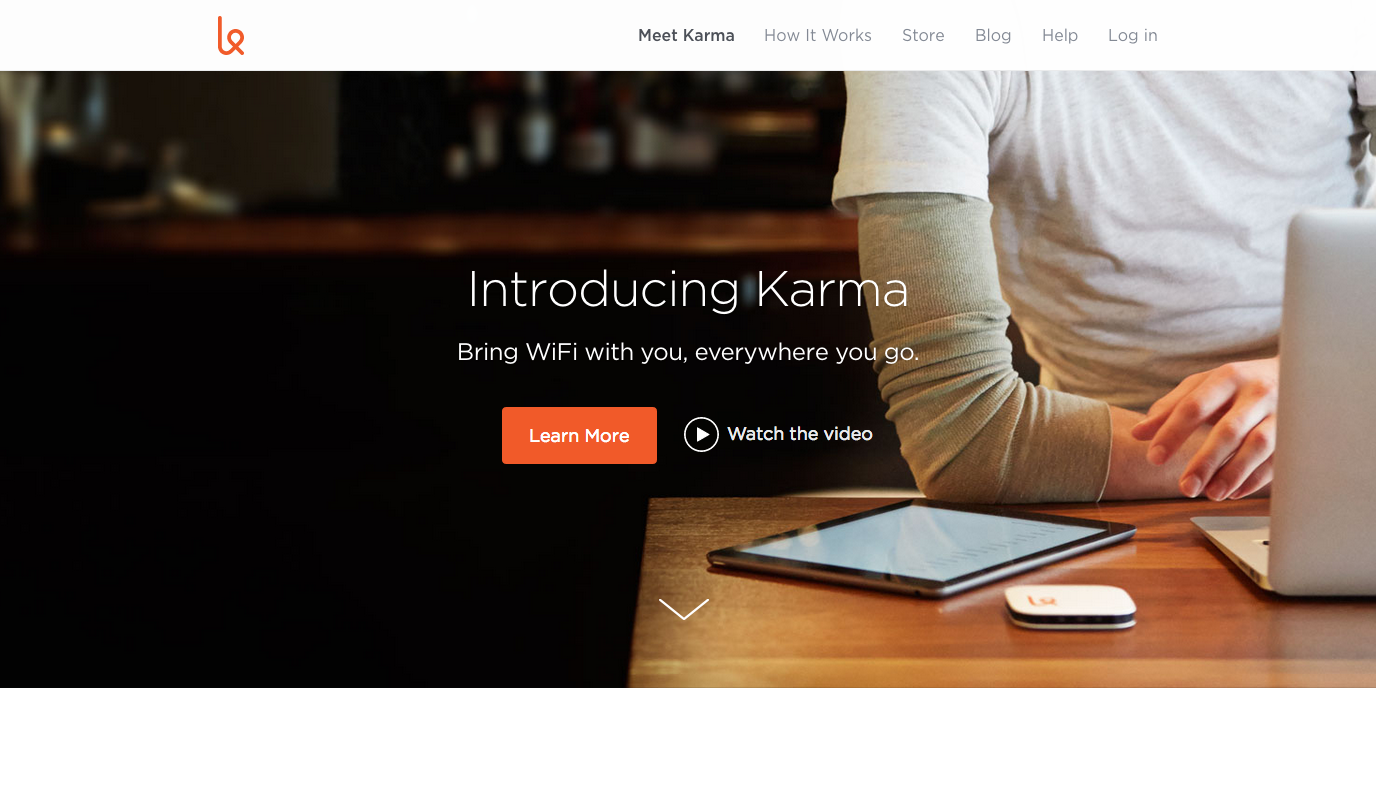 Meet Karma How It Works Store Blog Help Log in
Introducing Karma
Bring WiFi with you, everywhere you go.
Learn More Watch the video